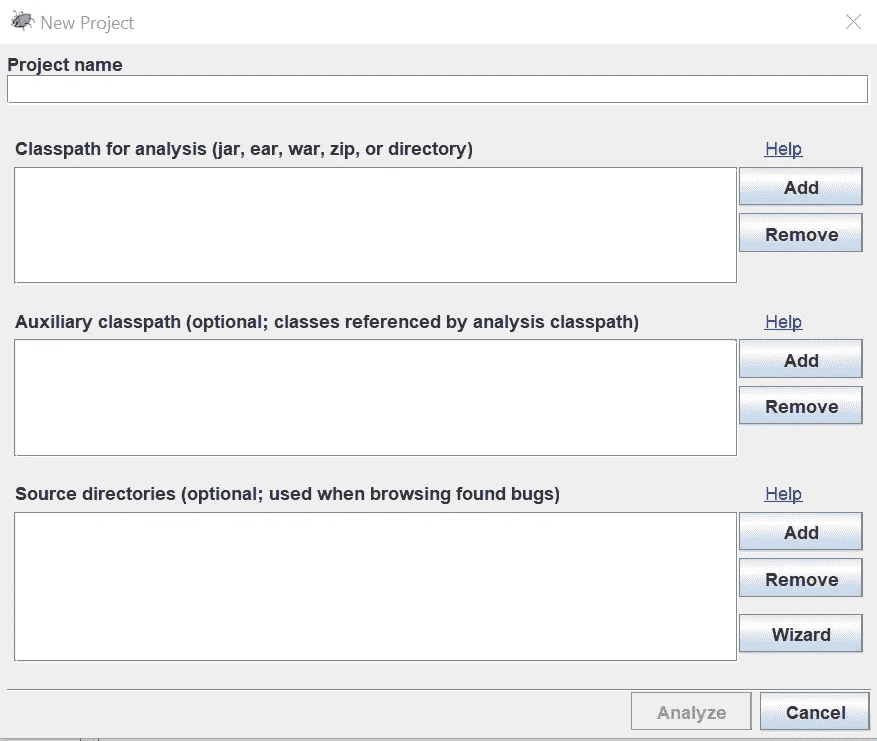 New Project
Project name
Classpath for analysis (jar, ear, war, zip, or directory)
Help
Add
Remove
Auxiliary classpath (optional; classes referenced by analysis classpath)
Help
Add
Remove
Source directories (optional; used when browsing found bugs)
Help
Add
Remove
Wizard
Analyze
Cancel